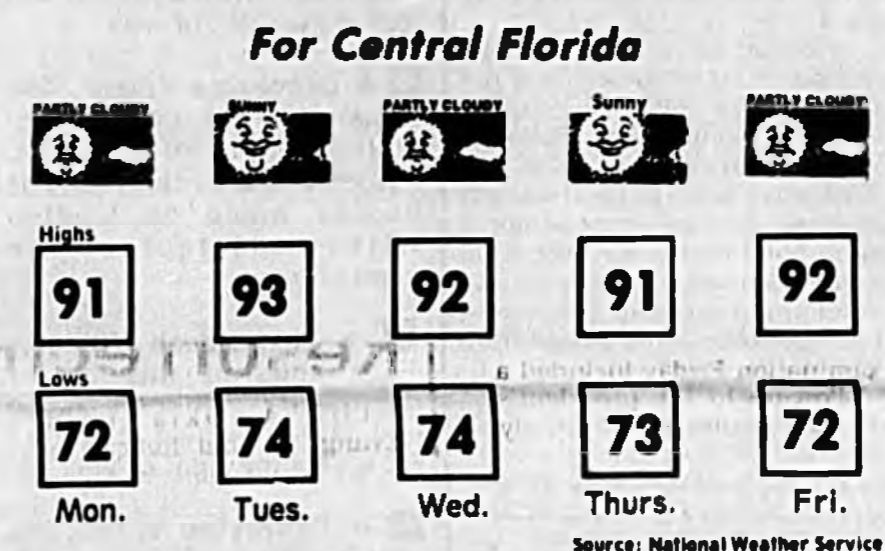 For Central Florida
PARTLY CLOUDY SUNNY PARTLY CLOUDY Sunny PARTLY CLOUDY
Highs
91 93 92 91 92
Lows
72 74 74 73 72
Mon. Tues. Wed. Thurs. Fri.
Source: National Weather Service